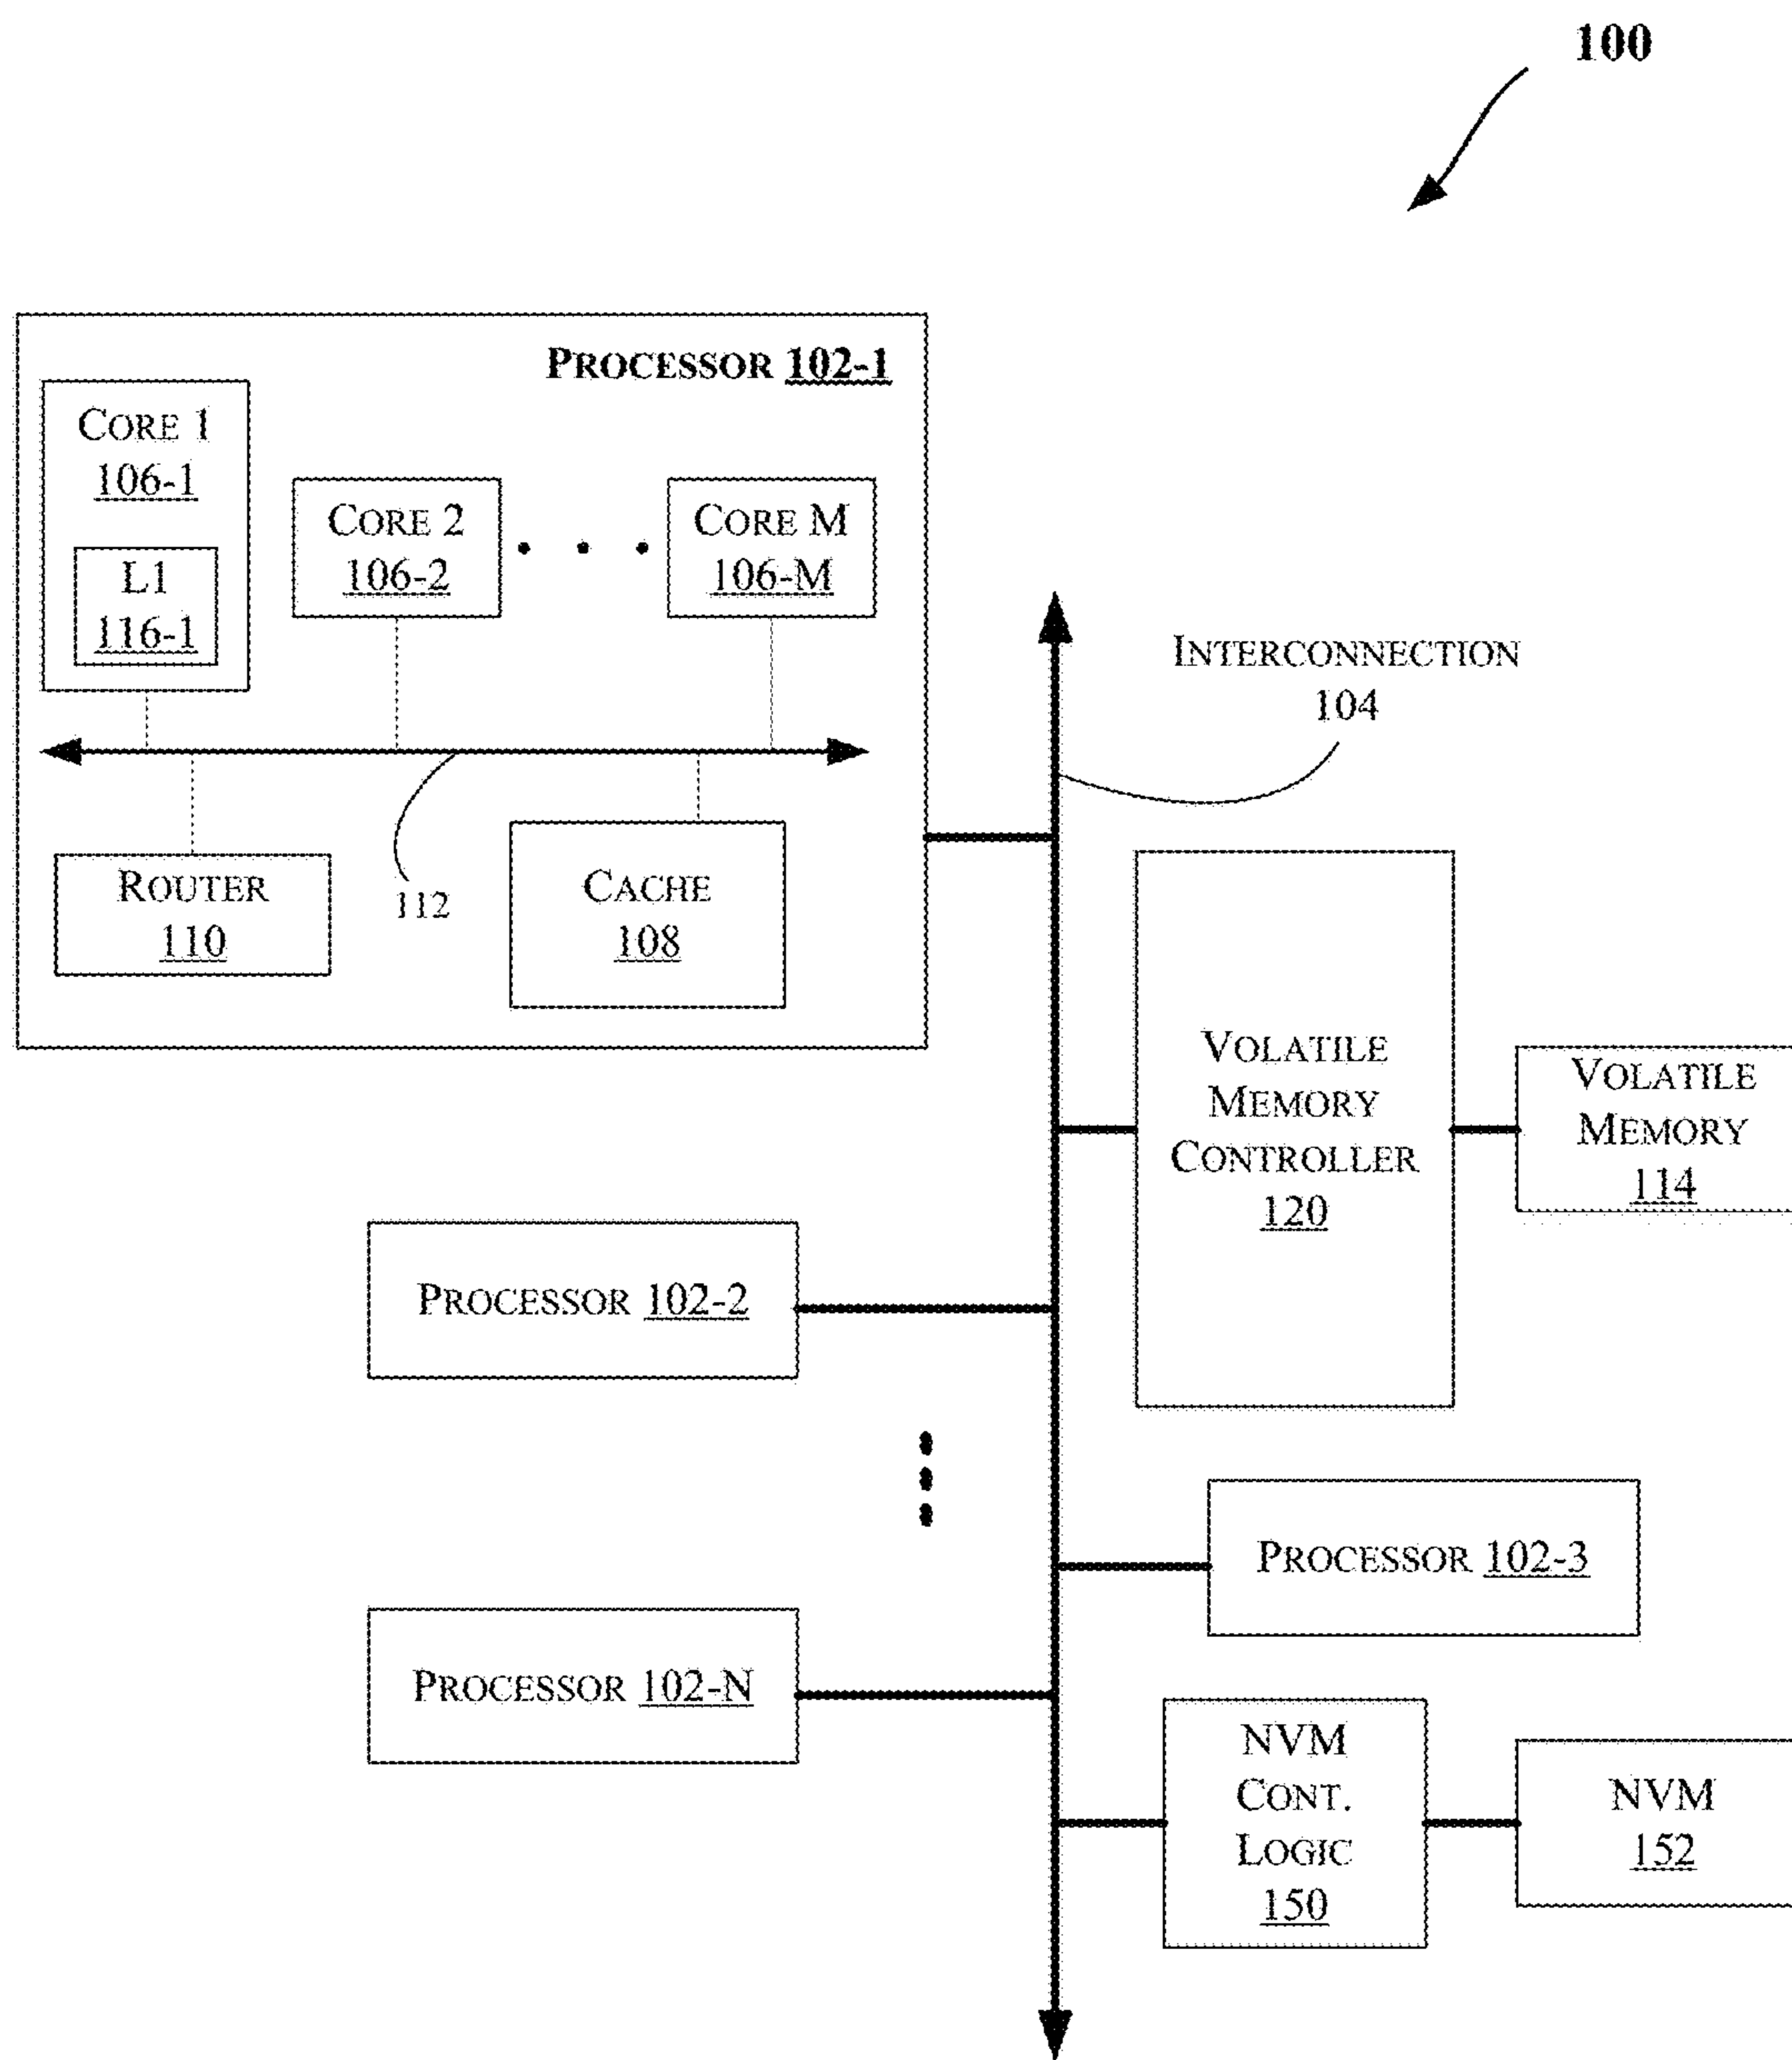 100
PROCESSOR 102-1
CORE 1
106-1
L1
116-1
CORE 2
106-2
CORE M
106-M
112
ROUTER
110
CACHE
108
INTERCONNECTION
104
VOLATILE
MEMORY
CONTROLLER
120
VOLATILE
MEMORY
114
PROCESSOR 102-2
PROCESSOR 102-3
PROCESSOR 102-N
NVM
CONT.
LOGIC
150
NVM
152